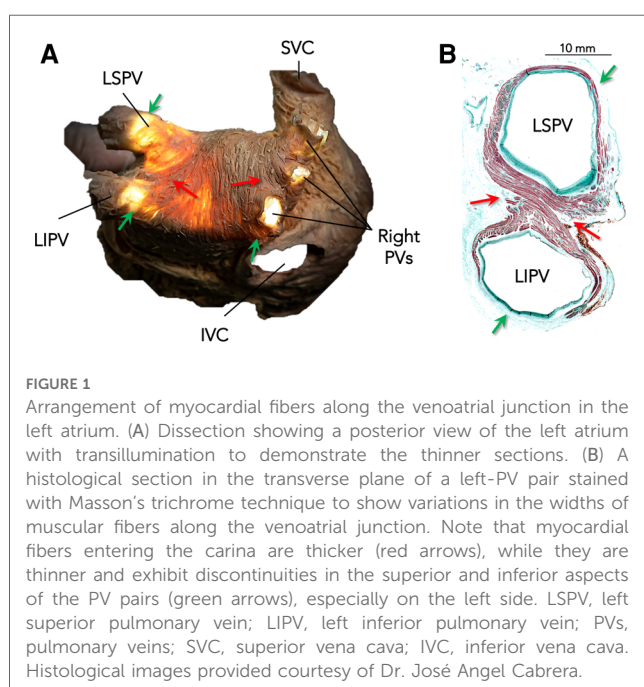 A
SVC
LSPV
LIPV
IVC
Right
PVs
B
10 mm
LSPV
LIPV
FIGURE 1
Arrangement of myocardial fibers along the venoatrial junction in the
left atrium. (A) Dissection showing a posterior view of the left atrium
with transillumination to demonstrate the thinner sections. (B) A
histological section in the transverse plane of a left-PV pair stained
with Masson's trichrome technique to show variations in the widths of
muscular fibers along the venoatrial junction. Note that myocardial
fibers entering the carina are thicker (red arrows), while they are
thinner and exhibit discontinuities in the superior and inferior aspects
of the PV pairs (green arrows), especially on the left side. LSPV, left
superior pulmonary vein; LIPV, left inferior pulmonary vein; PVs,
pulmonary veins; SVC, superior vena cava; IVC, inferior vena cava.
Histological images provided courtesy of Dr. José Angel Cabrera.